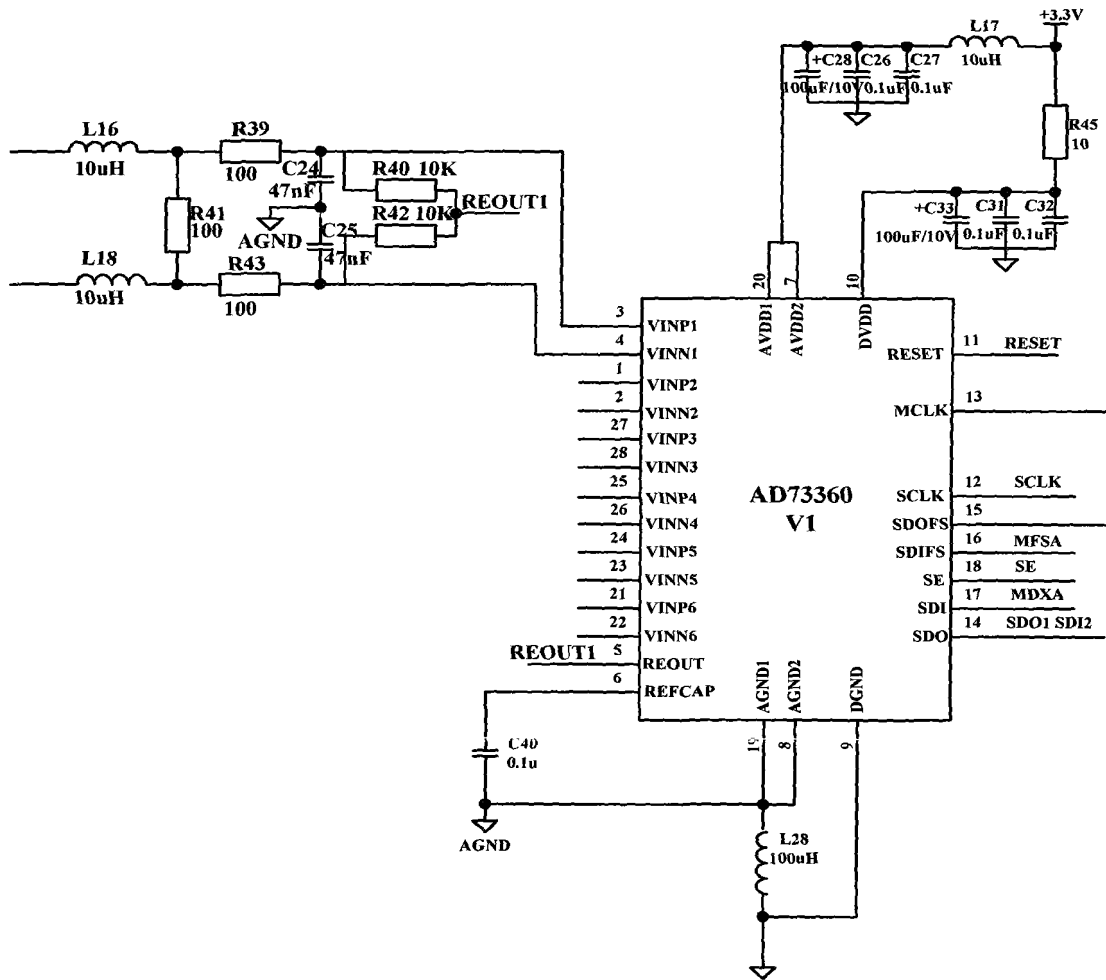 +3.3V
L17
10uH
+C28 C26 C27
100uF/10V 0.1uF 0.1uF
R45
10
L16
10uH
R39
100
C24
47nF
R40 10K
REOUT1
R41
100
AGND
R42 10K
C25
47nF
L18
10uH
R43
100
+C33 C31 C32
100uF/10V 0.1uF 0.1uF
20 7 10
AVDD1 AVDD2 DVDD
3 VINP1
4 VINN1
1 VINP2
2 VINN2
27 VINP3
28 VINN3
25 VINP4
26 VINN4
24 VINP5
23 VINN5
21 VINP6
22 VINN6
REOUT1 5 REOUT
6 REFCAP
AD73360
V1
RESET 11 RESET
MCLK 13
SCLK 12 SCLK
SDOFS 15
SDIFS 16 MFSA
SE 18 SE
SDI 17 MDXA
SDO 14 SDO1 SDI2
AGND1 AGND2 DGND
19 8 9
C40
0.1u
AGND
L28
100uH